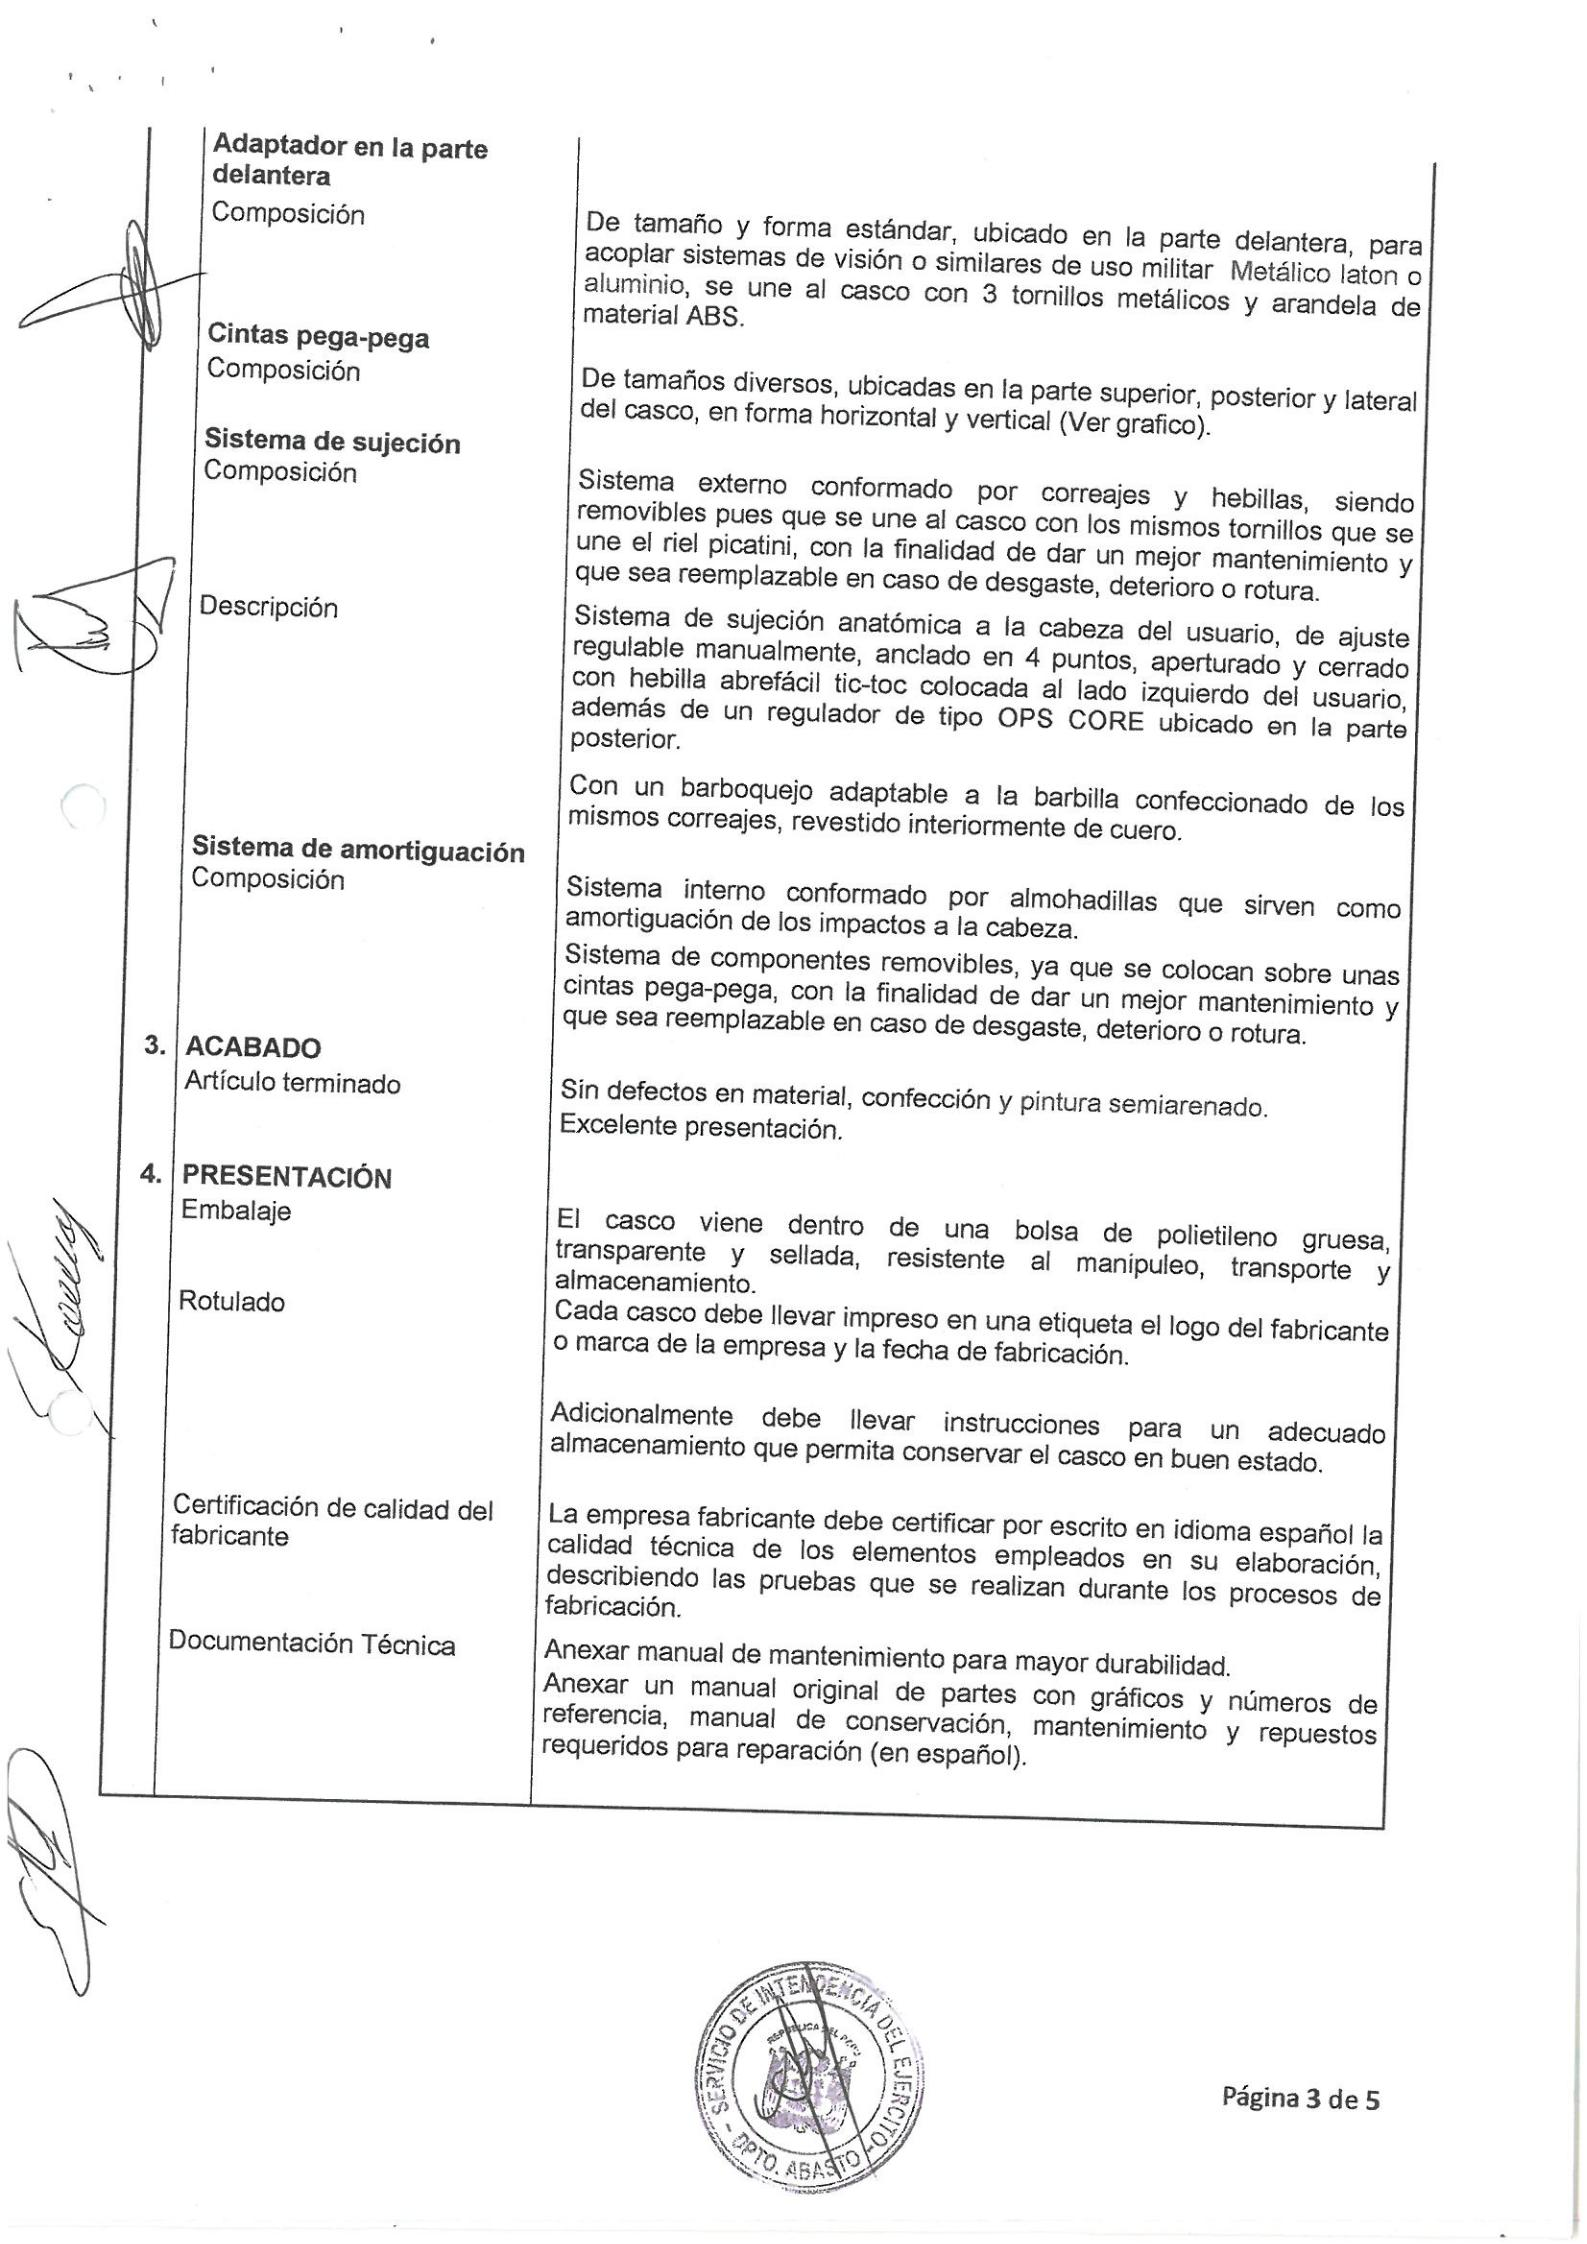 Adaptador en la parte
delantera
Composición
De tamaño y forma estándar, ubicado en la parte delantera, para
acoplar sistemas de visión o similares de uso militar Metálico laton o
aluminio, se une al casco con 3 tornillos metálicos y arandela de
material ABS.
Cintas pega-pega
Composición
De tamaños diversos, ubicadas en la parte superior, posterior y lateral
del casco, en forma horizontal y vertical (Ver grafico).
Sistema de sujeción
Composición
Sistema externo conformado por correajes y hebillas, siendo
removibles pues que se une al casco con los mismos tornillos que se
une el riel picatini, con la finalidad de dar un mejor mantenimiento y
que sea reemplazable en caso de desgaste, deterioro o rotura.
Descripción
Sistema de sujeción anatómica a la cabeza del usuario, de ajuste
regulable manualmente, anclado en 4 puntos, aperturado y cerrado
con hebilla abrefácil tic-toc colocada al lado izquierdo del usuario,
además de un regulador de tipo OPS CORE ubicado en la parte
posterior.
Con un barboquejo adaptable a la barbilla confeccionado de los
mismos correajes, revestido interiormente de cuero.
Sistema de amortiguación
Composición
Sistema interno conformado por almohadillas que sirven como
amortiguación de los impactos a la cabeza.
Sistema de componentes removibles, ya que se colocan sobre unas
cintas pega-pega, con la finalidad de dar un mejor mantenimiento y
que sea reemplazable en caso de desgaste, deterioro o rotura.
3. ACABADO
Artículo terminado
Sin defectos en material, confección y pintura semiarenado.
Excelente presentación.
4. PRESENTACIÓN
Embalaje
El casco viene dentro de una bolsa de polietileno gruesa,
transparente y sellada, resistente al manipuleo, transporte y
almacenamiento.
Rotulado
Cada casco debe llevar impreso en una etiqueta el logo del fabricante
o marca de la empresa y la fecha de fabricación.
Adicionalmente debe llevar instrucciones para un adecuado
almacenamiento que permita conservar el casco en buen estado.
Certificación de calidad del
fabricante
La empresa fabricante debe certificar por escrito en idioma español la
calidad técnica de los elementos empleados en su elaboración,
describiendo las pruebas que se realizan durante los procesos de
fabricación.
Documentación Técnica
Anexar manual de mantenimiento para mayor durabilidad.
Anexar un manual original de partes con gráficos y números de
referencia, manual de conservación, mantenimiento y repuestos
requeridos para reparación (en español).
SERVICIO DE INTENDENCIA DEL EJERCITO
REPUBLICA DEL PERU
- DPTO. ABASTO -
Página 3 de 5